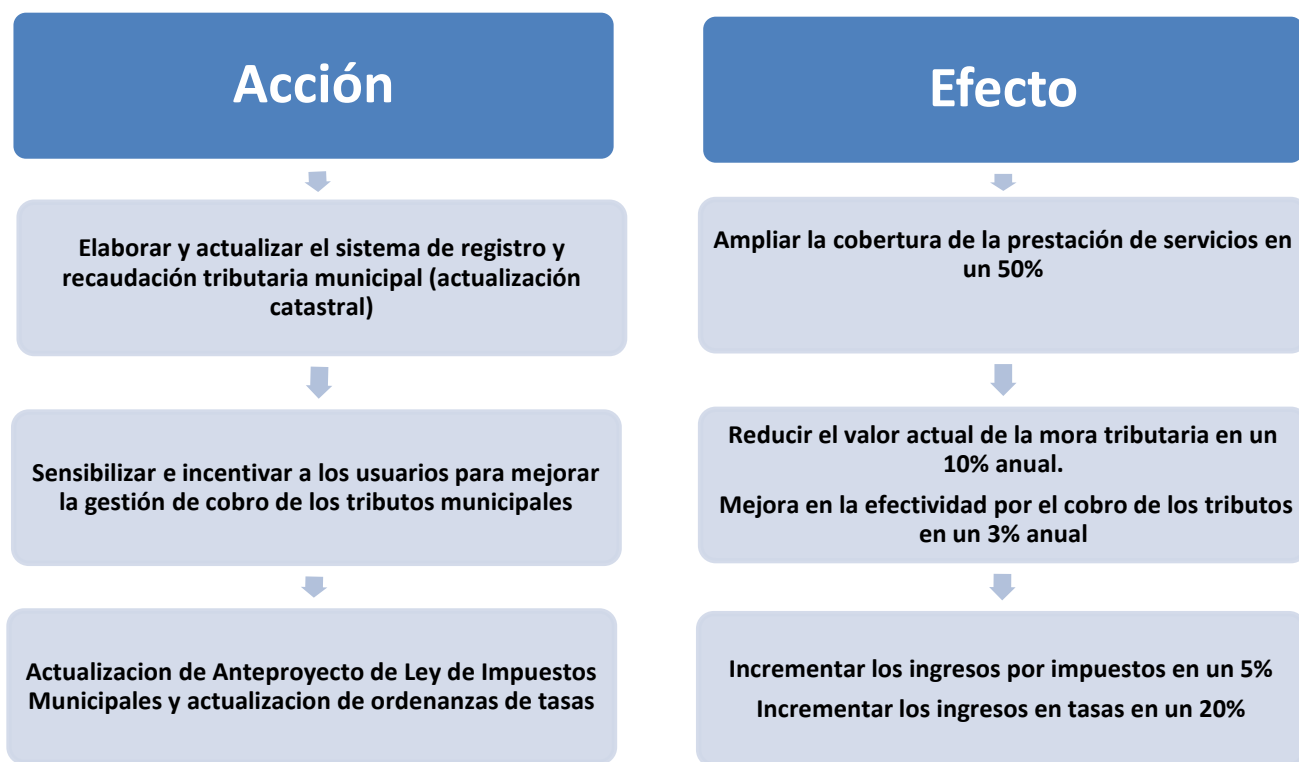 Acción
Elaborar y actualizar el sistema de registro y
recaudación tributaria municipal (actualización
catastral)
Sensibilizar e incentivar a los usuarios para mejorar
la gestión de cobro de los tributos municipales
Actualizacion de Anteproyecto de Ley de Impuestos
Municipales y actualizacion de ordenanzas de tasas
Efecto
Ampliar la cobertura de la prestación de servicios en
un 50%
Reducir el valor actual de la mora tributaria en un
10% anual.
Mejora en la efectividad por el cobro de los tributos
en un 3% anual
Incrementar los ingresos por impuestos en un 5%
Incrementar los ingresos en tasas en un 20%